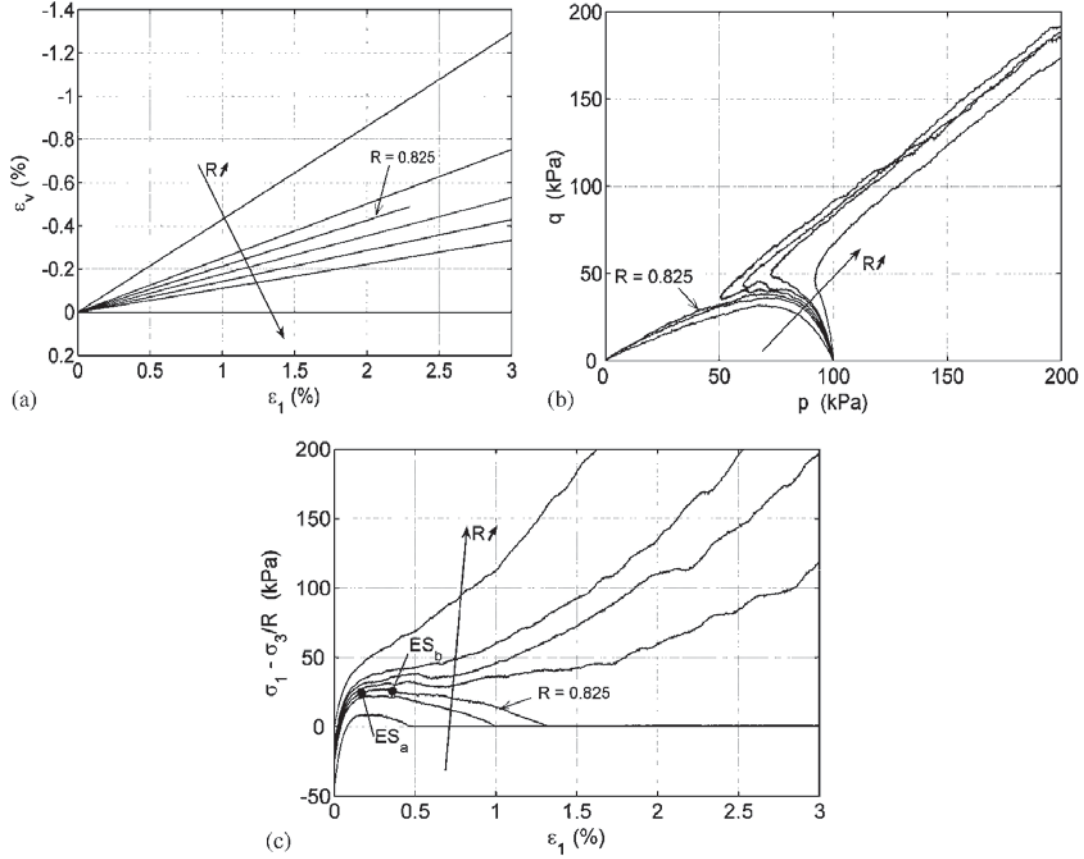 -1.4
-1.2
-1
-0.8
-0.6
-0.4
-0.2
0
0.2
ε_v (%)
R↗
R = 0.825
0 0.5 1 1.5 2 2.5 3
ε_1 (%)
(a)
200
150
100
50
0
q (kPa)
R = 0.825
R↗
0 50 100 150 200
p (kPa)
(b)
200
150
100
50
0
-50
σ_1 - σ_3/R (kPa)
R↗
ES_b
R = 0.825
ES_a
0 0.5 1 1.5 2 2.5 3
ε_1 (%)
(c)